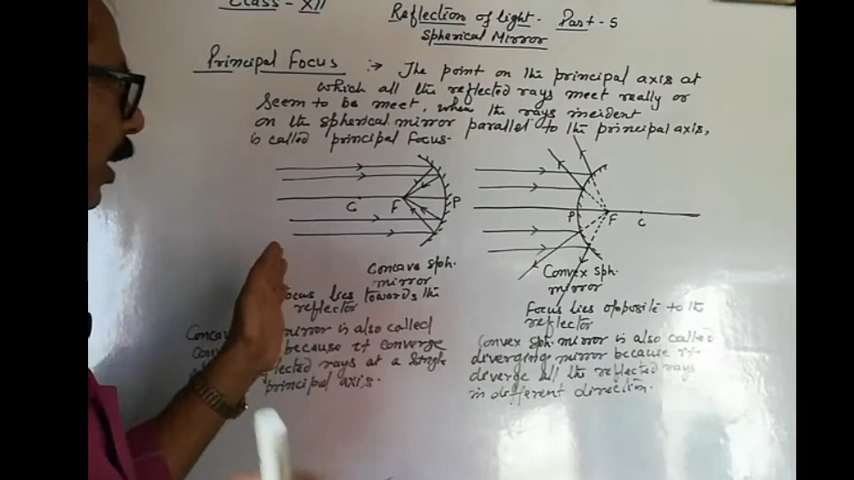 Class - XII
Reflection of light - Part - 5
Spherical Mirror
Principal Focus :→ The point on the principal axis at
which all the reflected rays meet really or
seem to be meet, when the rays incident
on the spherical mirror parallel to the principal axis,
is called principal focus.
C F P
P F C
Concave sph.
mirror
Convex sph.
mirror
Focus lies towards the
reflector
Focus lies opposite to the
reflector
mirror is also called
because it converge
rays at a single
principal axis.
Convex sph. mirror is also called
diverging mirror because it
diverge all the reflected rays
in different direction.